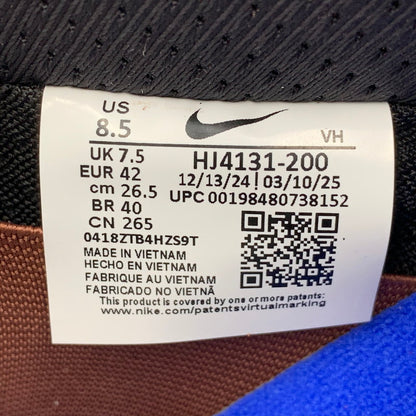 US
8.5
VH
UK 7.5
HJ4131-200
EUR 42
12/13/24 | 03/10/25
cm 26.5
UPC 00198480738152
BR 40
CN 265
0418ZTB4HZS9T
MADE IN VIETNAM
HECHO EN VIETNAM
FABRIQUE AU VIETNAM
FABRICADO NO VIETNÃ
This product is covered by one or more patents:
www.nike.com/patentsvirtualmarking